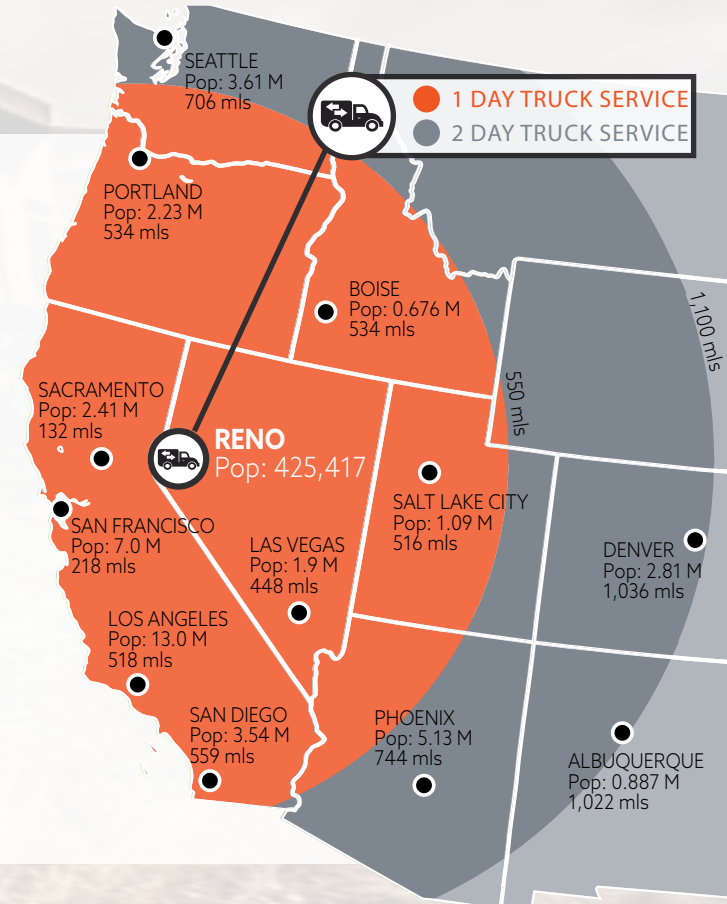 SEATTLE
Pop: 3.61 M
706 mls
1 DAY TRUCK SERVICE
2 DAY TRUCK SERVICE
PORTLAND
Pop: 2.23 M
534 mls
BOISE
Pop: 0.676 M
534 mls
1,100 mls
550 mls
SACRAMENTO
Pop: 2.41 M
132 mls
RENO
Pop: 425,417
SALT LAKE CITY
Pop: 1.09 M
516 mls
SAN FRANCISCO
Pop: 7.0 M
218 mls
LAS VEGAS
Pop: 1.9 M
448 mls
DENVER
Pop: 2.81 M
1,036 mls
LOS ANGELES
Pop: 13.0 M
518 mls
SAN DIEGO
Pop: 3.54 M
559 mls
PHOENIX
Pop: 5.13 M
744 mls
ALBUQUERQUE
Pop: 0.887 M
1,022 mls